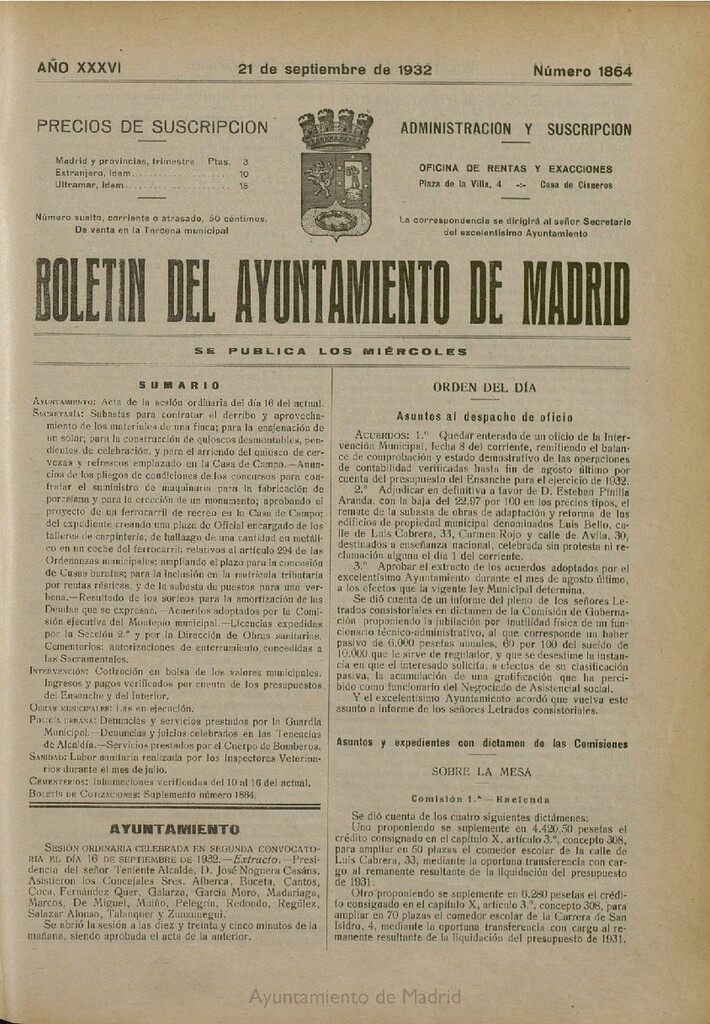 AÑO XXXVI
21 de septiembre de 1932
Número 1864
PRECIOS DE SUSCRIPCION
Madrid y provincias, trimestre Ptas. 3
Extranjero, ídem........................ 10
Ultramar, ídem........................ 15
Número suelto, corriente o atrasado, 50 céntimos.
De venta en la Tercena municipal
ADMINISTRACION Y SUSCRIPCION
OFICINA DE RENTAS Y EXACCIONES
Plaza de la Villa, 4 -:- Casa de Cisneros
La correspondencia se dirigirá al señor Secretario
del excelentísimo Ayuntamiento
BOLETIN DEL AYUNTAMIENTO DE MADRID
SE PUBLICA LOS MIÉRCOLES
SUMARIO
AYUNTAMIENTO: Acta de la sesión ordinaria del día 16 del actual.
SECRETARÍA: Subastas para contratar el derribo y aprovecha-
miento de los materiales de una finca; para la enajenación de
un solar; para la construcción de quioscos desmontables, pen-
dientes de celebración, y para el arriendo del quiosco de cer-
vezas y refrescos emplazado en la Casa de Campo.—Anun-
cios de los pliegos de condiciones de los concursos para con-
tratar el suministro de maquinaria para la fabricación de
porcelana y para la erección de un monumento; aprobando el
proyecto de un ferrocarril de recreo en la Casa de Campo;
del expediente creando una plaza de Oficial encargado de los
talleres de carpintería; de hallazgo de una cantidad en metáli-
co en un coche del ferrocarril; relativos al artículo 294 de las
Ordenanzas municipales; ampliando el plazo para la concesión
de Casas baratas; para la inclusión en la matrícula tributaria
por rentas rústicas, y de la subasta de puestos para una ver-
bena.—Resultado de los sorteos para la amortización de las
Deudas que se expresan.—Acuerdos adoptados por la Comi-
sión ejecutiva del Montepío municipal.—Licencias expedidas
por la Sección 2.ª y por la Dirección de Obras sanitarias.
Cementerios: autorizaciones de enterramiento concedidas a
las Sacramentales.
INTERVENCIÓN: Cotización en bolsa de los valores municipales.
Ingresos y pagos verificados por cuenta de los presupuestos
del Ensanche y del Interior.
OBRAS MUNICIPALES: Las en ejecución.
POLICÍA URBANA: Denuncias y servicios prestados por la Guardia
Municipal.—Denuncias y juicios celebrados en las Tenencias
de Alcaldía.—Servicios prestados por el Cuerpo de Bomberos.
SANIDAD: Labor sanitaria realizada por los Inspectores Veterina-
rios durante el mes de julio.
CEMENTERIOS: Inhumaciones verificadas del 10 al 16 del actual.
BOLETÍN DE COTIZACIONES: Suplemento número 1864.
AYUNTAMIENTO
SESIÓN ORDINARIA CELEBRADA EN SEGUNDA CONVOCATO-
RIA EL DÍA 16 DE SEPTIEMBRE DE 1932.—Extracto.—Presi-
dencia del señor Teniente Alcalde, D. José Noguera Casáns.
Asistieron los Concejales Sres. Alberca, Buceta, Cantos,
Coca, Fernández Quer, Galarza, García Moro, Madariaga,
Marcos, De Miguel, Muiño, Pelegrín, Redondo, Regúlez,
Salazar Alonso, Talanquer y Zunzunegui.
Se abrió la sesión a las diez y treinta y cinco minutos de la
mañana, siendo aprobada el acta de la anterior.
ORDEN DEL DÍA
Asuntos al despacho de oficio
ACUERDOS: 1.º Quedar enterado de un oficio de la Inter-
vención Municipal, fecha 8 del corriente, remitiendo el balan-
ce de comprobación y estado demostrativo de las operaciones
de contabilidad verificadas hasta fin de agosto último por
cuenta del presupuesto del Ensanche para el ejercicio de 1932.
2.º Adjudicar en definitiva a favor de D. Esteban Pinilla
Aranda, con la baja del 22,97 por 100 en los precios tipos, el
remate de la subasta de obras de adaptación y reforma de los
edificios de propiedad municipal denominados Luis Bello, ca-
lle de Luis Cabrera, 33, Carmen Rojo y calle de Avila, 30,
destinados a enseñanza nacional, celebrada sin protesta ni re-
clamación alguna el día 1 del corriente.
3.º Aprobar el extracto de los acuerdos adoptados por el
excelentísimo Ayuntamiento durante el mes de agosto último,
a los efectos que la vigente ley Municipal determina.
Se dió cuenta de un informe del pleno de los señores Le-
trados consistoriales en dictamen de la Comisión de Goberna-
ción proponiendo la jubilación por inutilidad física de un fun-
cionario técnico-administrativo, al que corresponde un haber
pasivo de 6.000 pesetas anuales, 60 por 100 del sueldo de
10.000 que le sirve de regulador, y que se desestime la instan-
cia en que el interesado solicita, a efectos de su clasificación
pasiva, la acumulación de una gratificación que ha perci-
bido como funcionario del Negociado de Asistencial social.
Y el excelentísimo Ayuntamiento acordó que vuelva este
asunto a informe de los señores Letrados consistoriales.
Asuntos y expedientes con dictamen de las Comisiones
SOBRE LA MESA
Comisión 1.ª—Hacienda
Se dió cuenta de los cuatro siguientes dictámenes:
Uno proponiendo se suplemente en 4.420,50 pesetas el
crédito consignado en el capítulo X, artículo 3.º, concepto 308,
para ampliar en 50 plazas el comedor escolar de la calle de
Luis Cabrera, 33, mediante la oportuna transferencia con car-
go al remanente resultante de la liquidación del presupuesto
de 1931.
Otro proponiendo se suplemente en 6.280 pesetas el crédi-
to consignado en el capítulo X, artículo 3.º, concepto 308, para
ampliar en 70 plazas el comedor escolar de la Carrera de San
Isidro, 4, mediante la oportuna transferencia con cargo al re-
manente resultante de la liquidación del presupuesto de 1931.
Ayuntamiento de Madrid